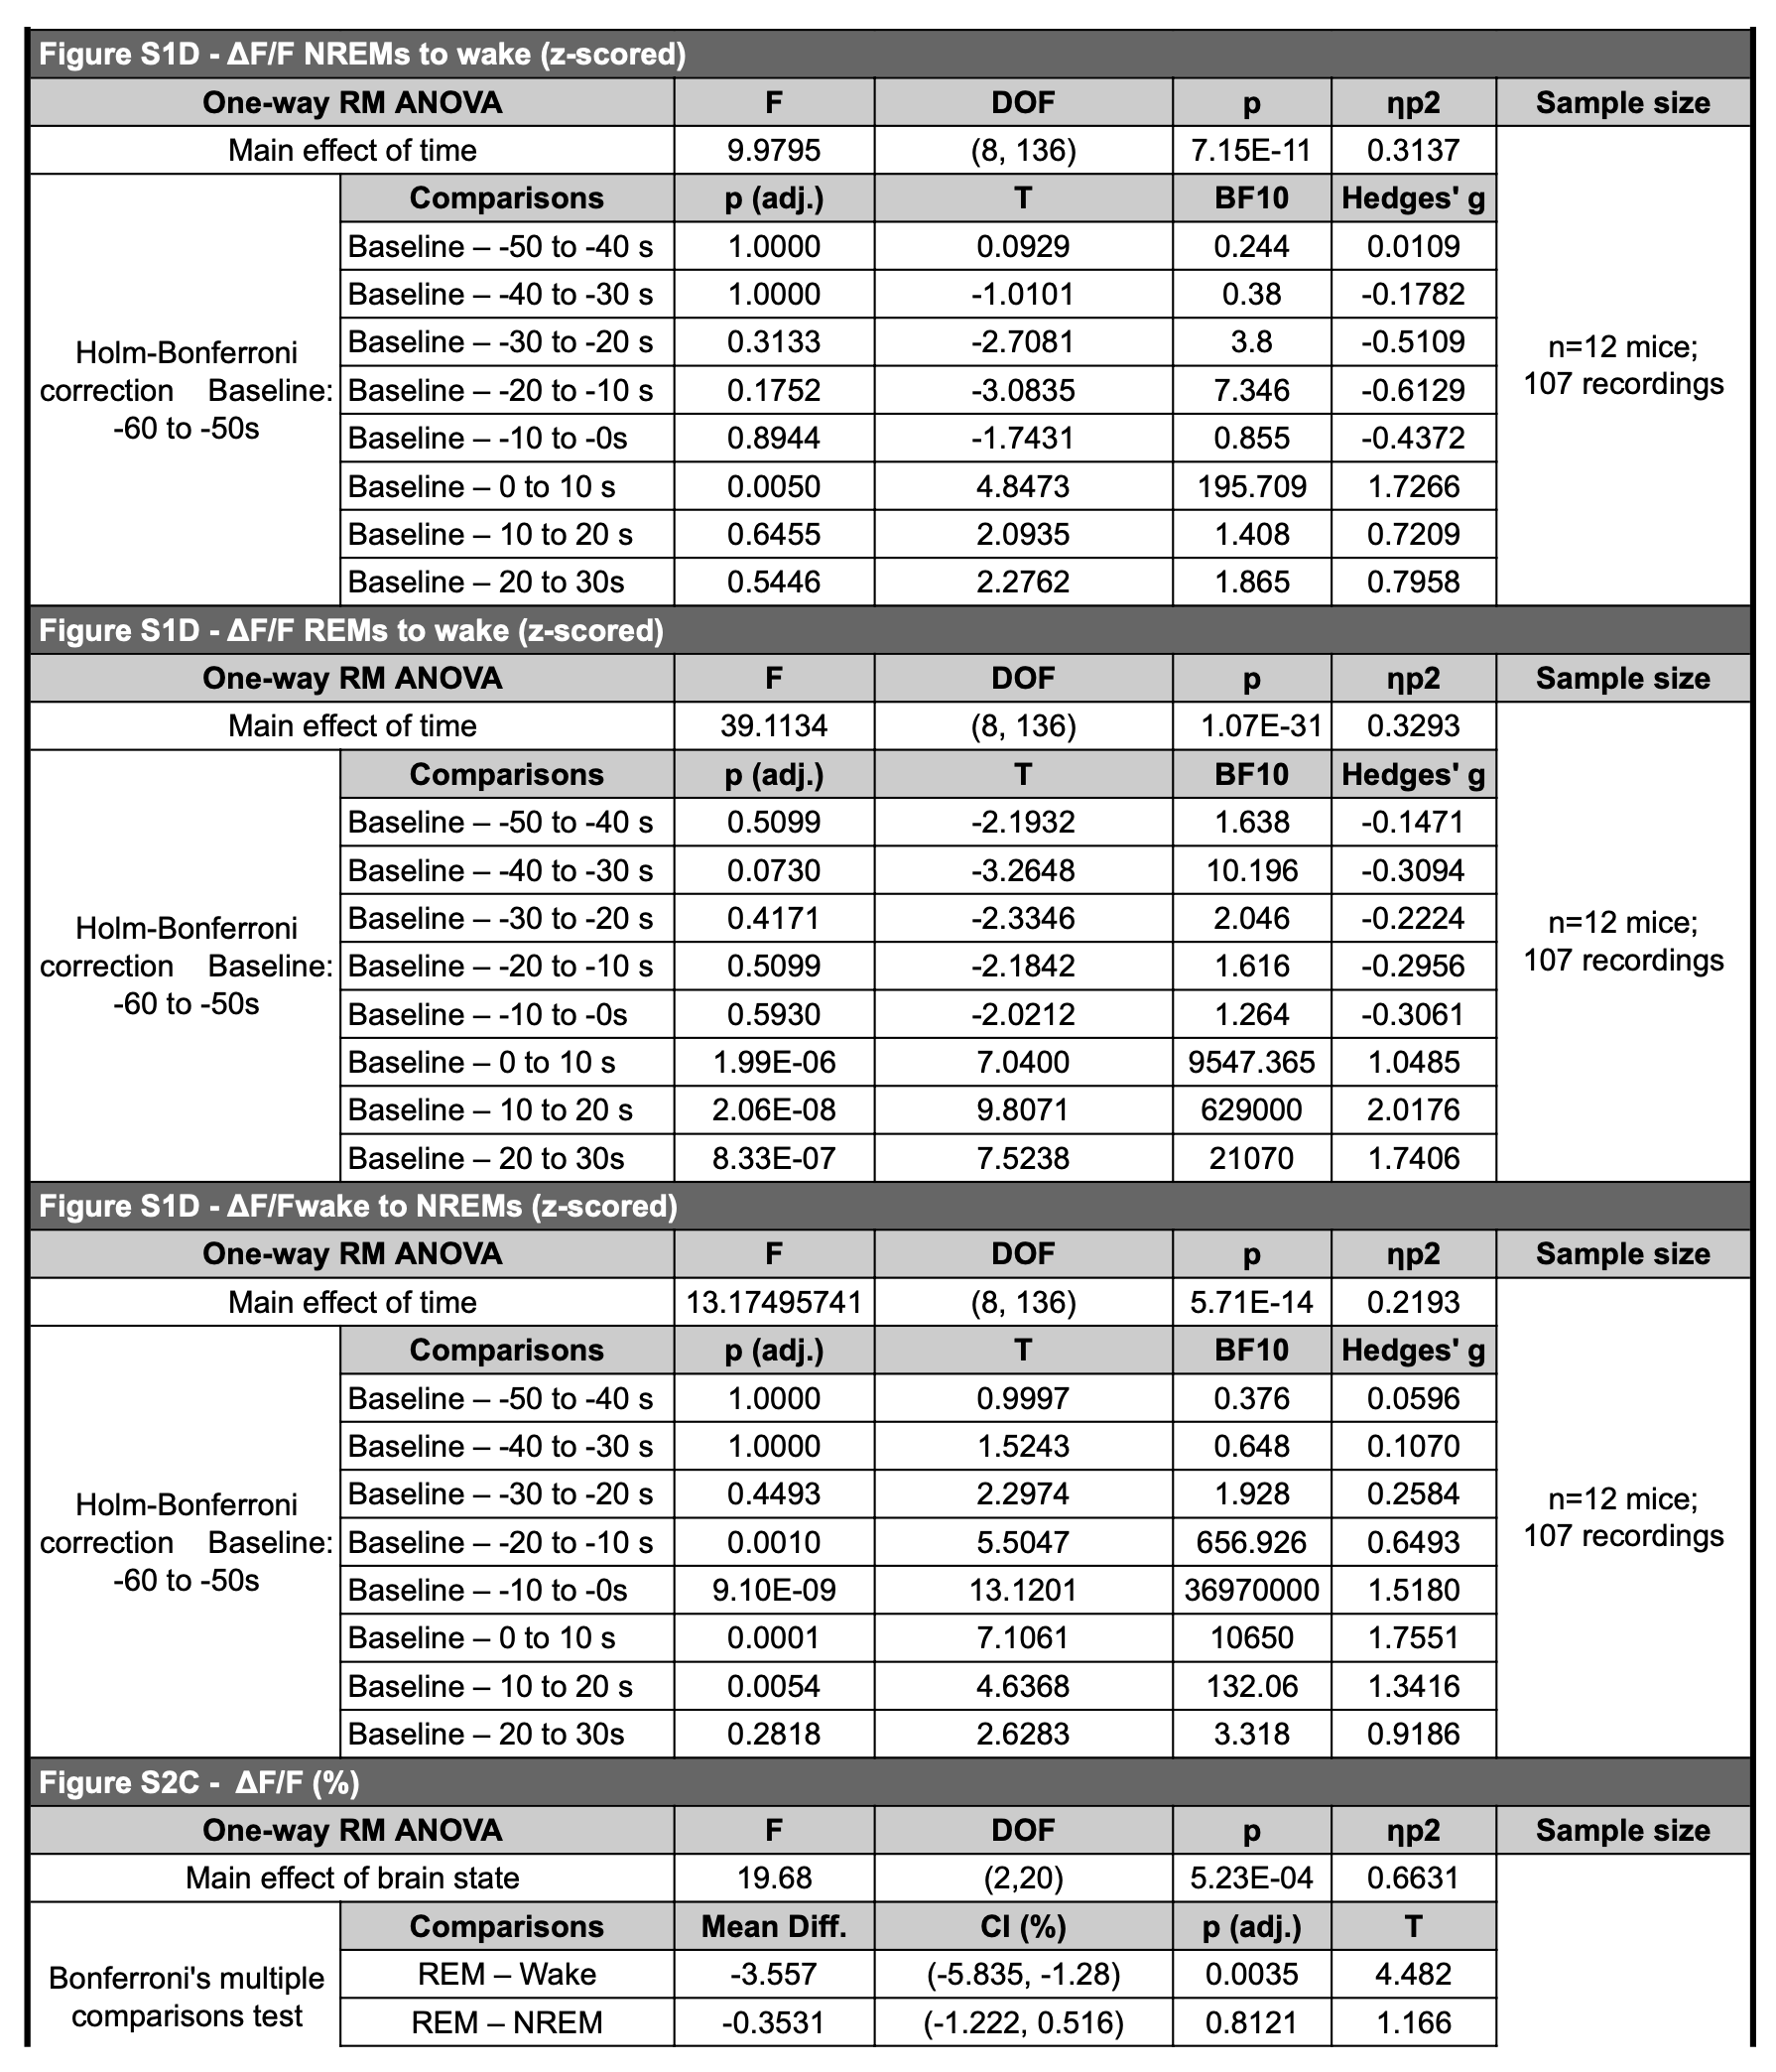 Figure S1D - ΔF/F NREMs to wake (z-scored)
One-way RM ANOVA F DOF p ηp2 Sample size
Main effect of time 9.9795 (8, 136) 7.15E-11 0.3137
Comparisons p (adj.) T BF10 Hedges' g
Baseline – -50 to -40 s 1.0000 0.0929 0.244 0.0109
Baseline – -40 to -30 s 1.0000 -1.0101 0.38 -0.1782
Baseline – -30 to -20 s 0.3133 -2.7081 3.8 -0.5109
Baseline – -20 to -10 s 0.1752 -3.0835 7.346 -0.6129
Baseline – -10 to -0s 0.8944 -1.7431 0.855 -0.4372
Baseline – 0 to 10 s 0.0050 4.8473 195.709 1.7266
Baseline – 10 to 20 s 0.6455 2.0935 1.408 0.7209
Baseline – 20 to 30s 0.5446 2.2762 1.865 0.7958
Holm-Bonferroni
correction Baseline:
-60 to -50s
n=12 mice;
107 recordings
Figure S1D - ΔF/F REMs to wake (z-scored)
One-way RM ANOVA F DOF p ηp2 Sample size
Main effect of time 39.1134 (8, 136) 1.07E-31 0.3293
Comparisons p (adj.) T BF10 Hedges' g
Baseline – -50 to -40 s 0.5099 -2.1932 1.638 -0.1471
Baseline – -40 to -30 s 0.0730 -3.2648 10.196 -0.3094
Baseline – -30 to -20 s 0.4171 -2.3346 2.046 -0.2224
Baseline – -20 to -10 s 0.5099 -2.1842 1.616 -0.2956
Baseline – -10 to -0s 0.5930 -2.0212 1.264 -0.3061
Baseline – 0 to 10 s 1.99E-06 7.0400 9547.365 1.0485
Baseline – 10 to 20 s 2.06E-08 9.8071 629000 2.0176
Baseline – 20 to 30s 8.33E-07 7.5238 21070 1.7406
Holm-Bonferroni
correction Baseline:
-60 to -50s
n=12 mice;
107 recordings
Figure S1D - ΔF/Fwake to NREMs (z-scored)
One-way RM ANOVA F DOF p ηp2 Sample size
Main effect of time 13.17495741 (8, 136) 5.71E-14 0.2193
Comparisons p (adj.) T BF10 Hedges' g
Baseline – -50 to -40 s 1.0000 0.9997 0.376 0.0596
Baseline – -40 to -30 s 1.0000 1.5243 0.648 0.1070
Baseline – -30 to -20 s 0.4493 2.2974 1.928 0.2584
Baseline – -20 to -10 s 0.0010 5.5047 656.926 0.6493
Baseline – -10 to -0s 9.10E-09 13.1201 36970000 1.5180
Baseline – 0 to 10 s 0.0001 7.1061 10650 1.7551
Baseline – 10 to 20 s 0.0054 4.6368 132.06 1.3416
Baseline – 20 to 30s 0.2818 2.6283 3.318 0.9186
Holm-Bonferroni
correction Baseline:
-60 to -50s
n=12 mice;
107 recordings
Figure S2C - ΔF/F (%)
One-way RM ANOVA F DOF p ηp2 Sample size
Main effect of brain state 19.68 (2,20) 5.23E-04 0.6631
Comparisons Mean Diff. CI (%) p (adj.) T
REM – Wake -3.557 (-5.835, -1.28) 0.0035 4.482
REM – NREM -0.3531 (-1.222, 0.516) 0.8121 1.166
Bonferroni's multiple
comparisons test